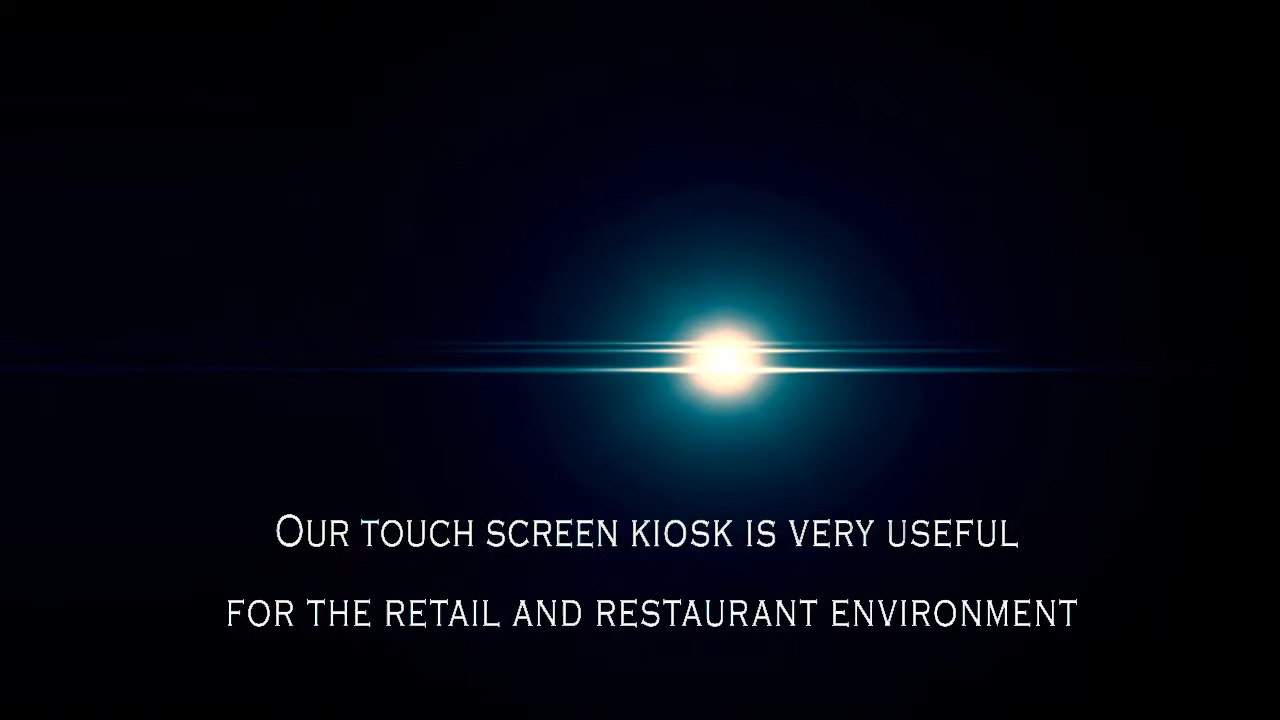 Our touch screen kiosk is very useful
for the retail and restaurant environment